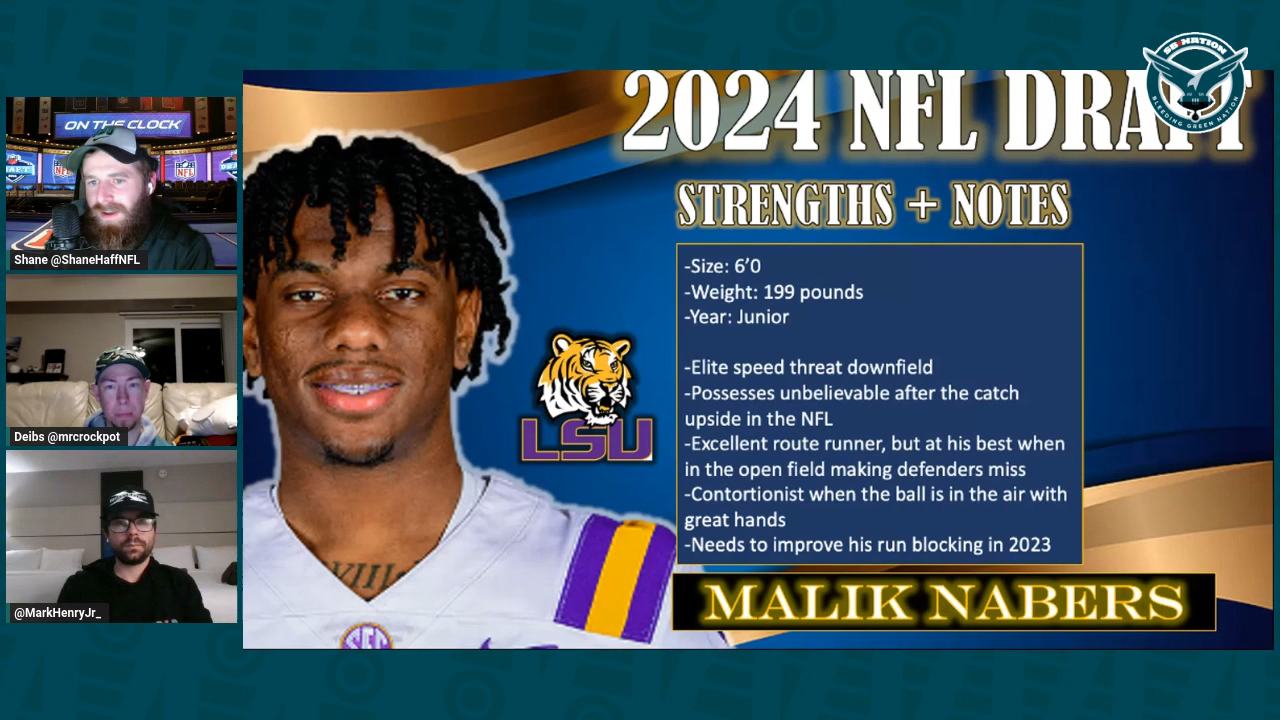 SB NATION
BLEEDING GREEN NATION
2024 NFL DRAFT
STRENGTHS + NOTES
-Size: 6’0
-Weight: 199 pounds
-Year: Junior
-Elite speed threat downfield
-Possesses unbelievable after the catch
upside in the NFL
-Excellent route runner, but at his best when
in the open field making defenders miss
-Contortionist when the ball is in the air with
great hands
-Needs to improve his run blocking in 2023
MALIK NABERS
LSU
SEC
VIII
ON THE CLOCK
NFL
Shane @ShaneHaffNFL
Deibs @mrcrockpot
@MarkHenryJr_